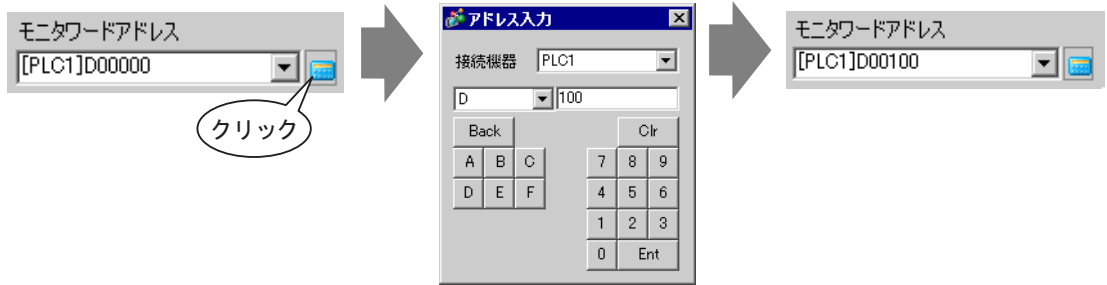 モニタワードアドレス
[PLC1]D00000
クリック
アドレス入力
接続機器 PLC1
D 100
Back Clr
A B C 7 8 9
D E F 4 5 6
1 2 3
0 Ent
モニタワードアドレス
[PLC1]D00100